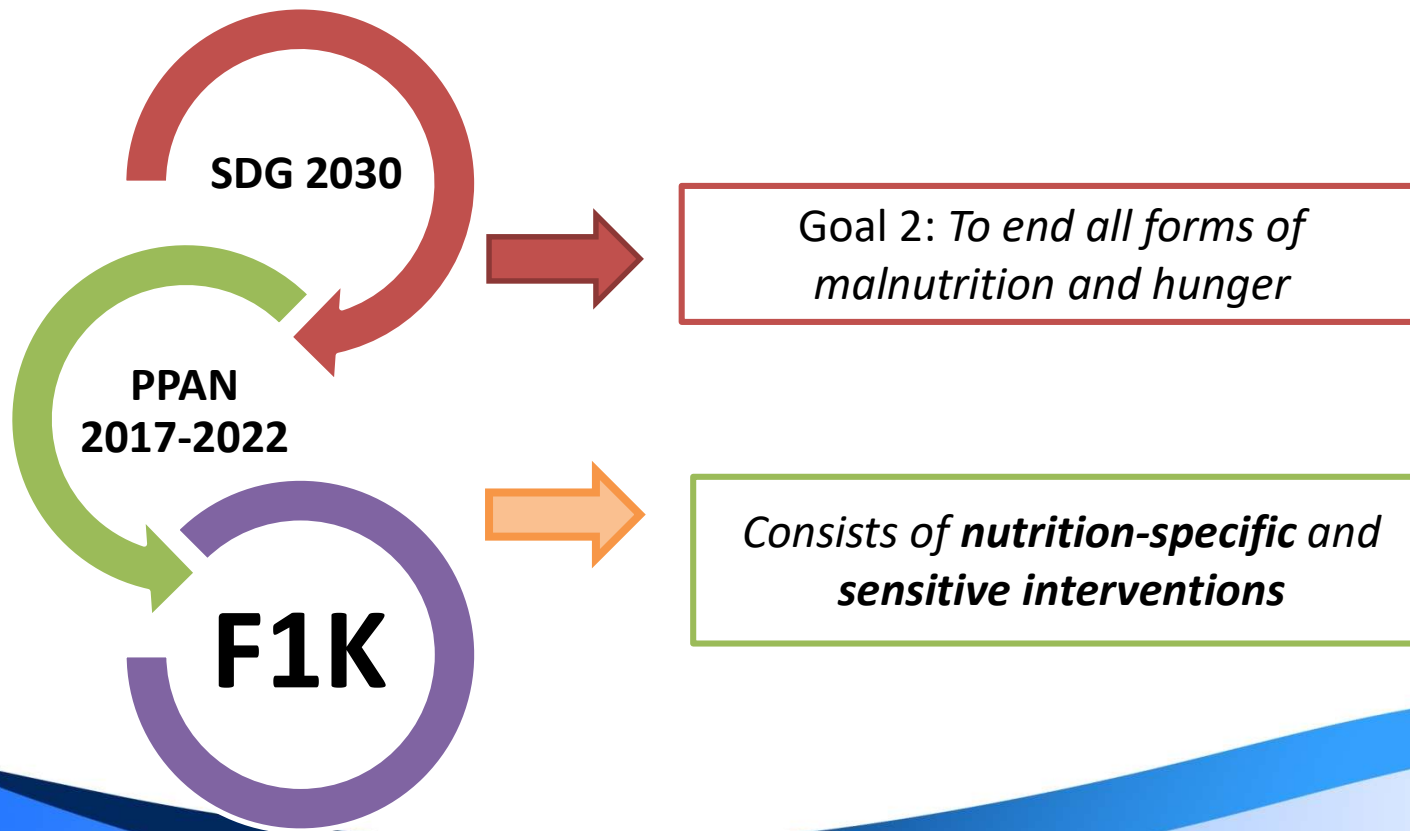 SDG 2030
Goal 2: To end all forms of
malnutrition and hunger
PPAN
2017-2022
Consists of nutrition-specific and
sensitive interventions
F1K